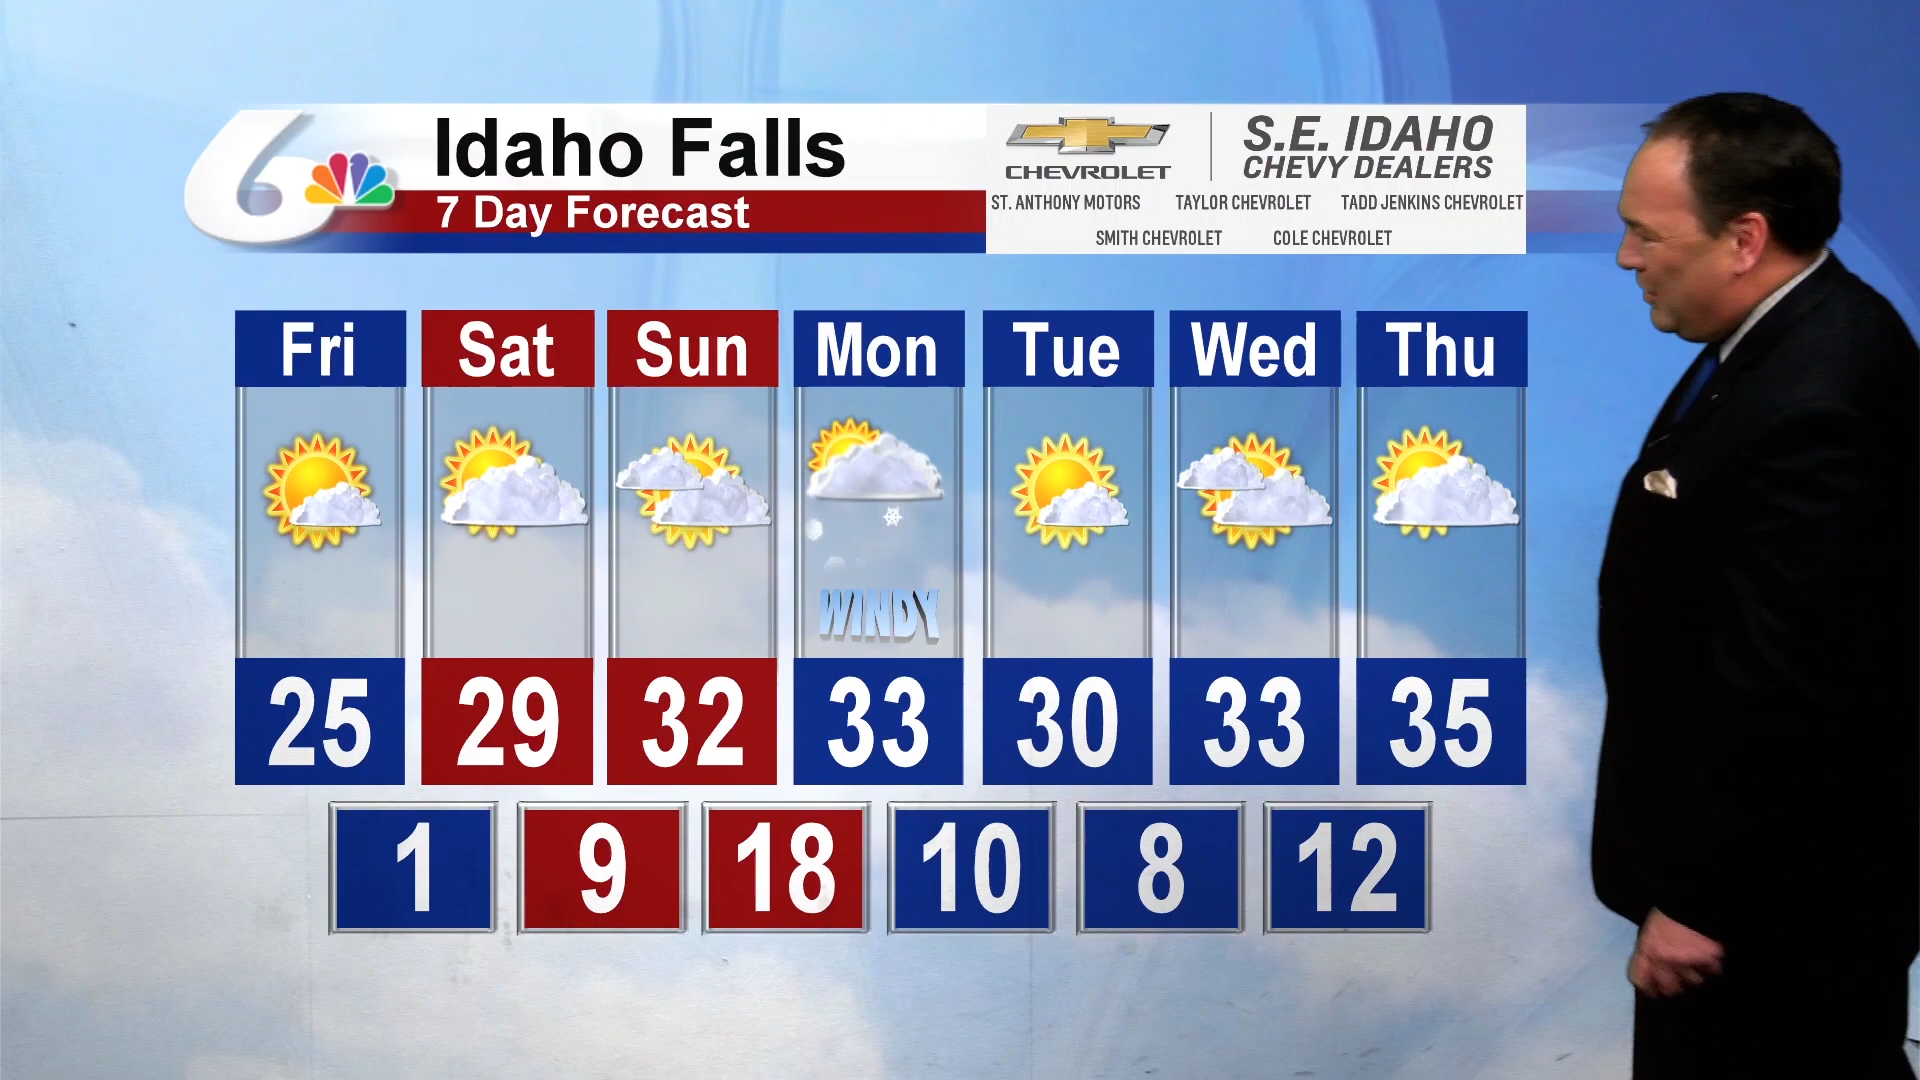 6
Idaho Falls
7 Day Forecast
CHEVROLET
S.E. IDAHO
CHEVY DEALERS
ST. ANTHONY MOTORS TAYLOR CHEVROLET TADD JENKINS CHEVROLET
SMITH CHEVROLET COLE CHEVROLET
Fri Sat Sun Mon Tue Wed Thu
WINDY
25 29 32 33 30 33 35
1 9 18 10 8 12